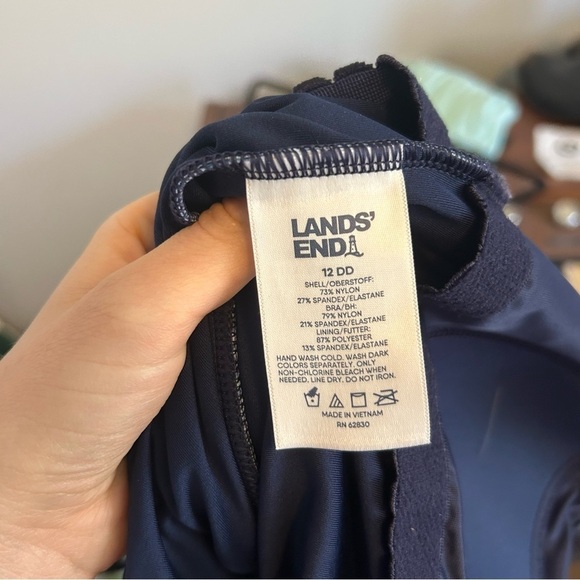 LANDS'
END
12 DD
SHELL/OBERSTOFF:
73% NYLON
27% SPANDEX/ELASTANE
BRA/BH:
79% NYLON
21% SPANDEX/ELASTANE
LINING/FUTTER:
87% POLYESTER
13% SPANDEX/ELASTANE
HAND WASH COLD. WASH DARK
COLORS SEPARATELY. ONLY
NON-CHLORINE BLEACH WHEN
NEEDED. LINE DRY. DO NOT IRON.
MADE IN VIETNAM
RN 62830